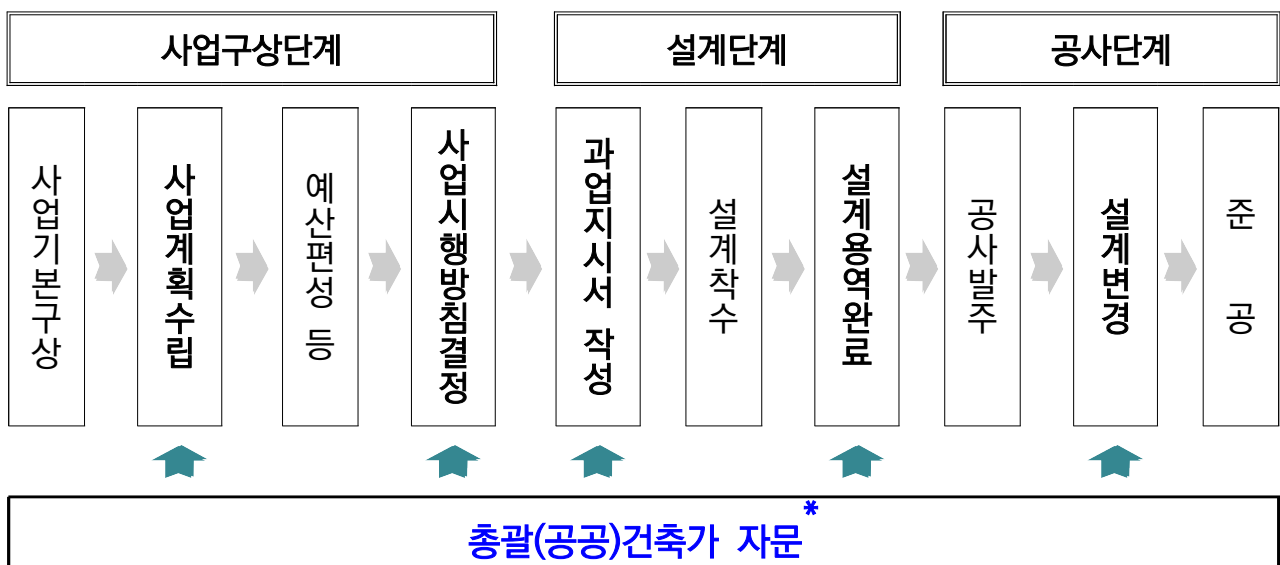 사업구상단계
설계단계
공사단계
사업기본구상
사업계획수립
예산편성 등
사업시행방침결정
과업지시서 작성
설계착수
설계용역완료
공사발주
설계변경
준 공
총괄(공공)건축가 자문*